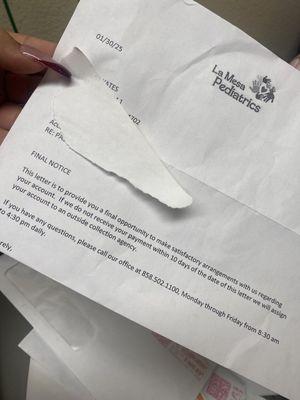 01/30/25
La Mesa
Pediatrics
FINAL NOTICE
This letter is to provide you a final opportunity to make satisfactory arrangements with us regarding
your account. If we do not receive your payment within 10 days of the date of this letter we will assign
your account to an outside collection agency.
If you have any questions, please call our office at 858.502.1100, Monday through Friday from 8:30 am
to 4:30 pm daily.